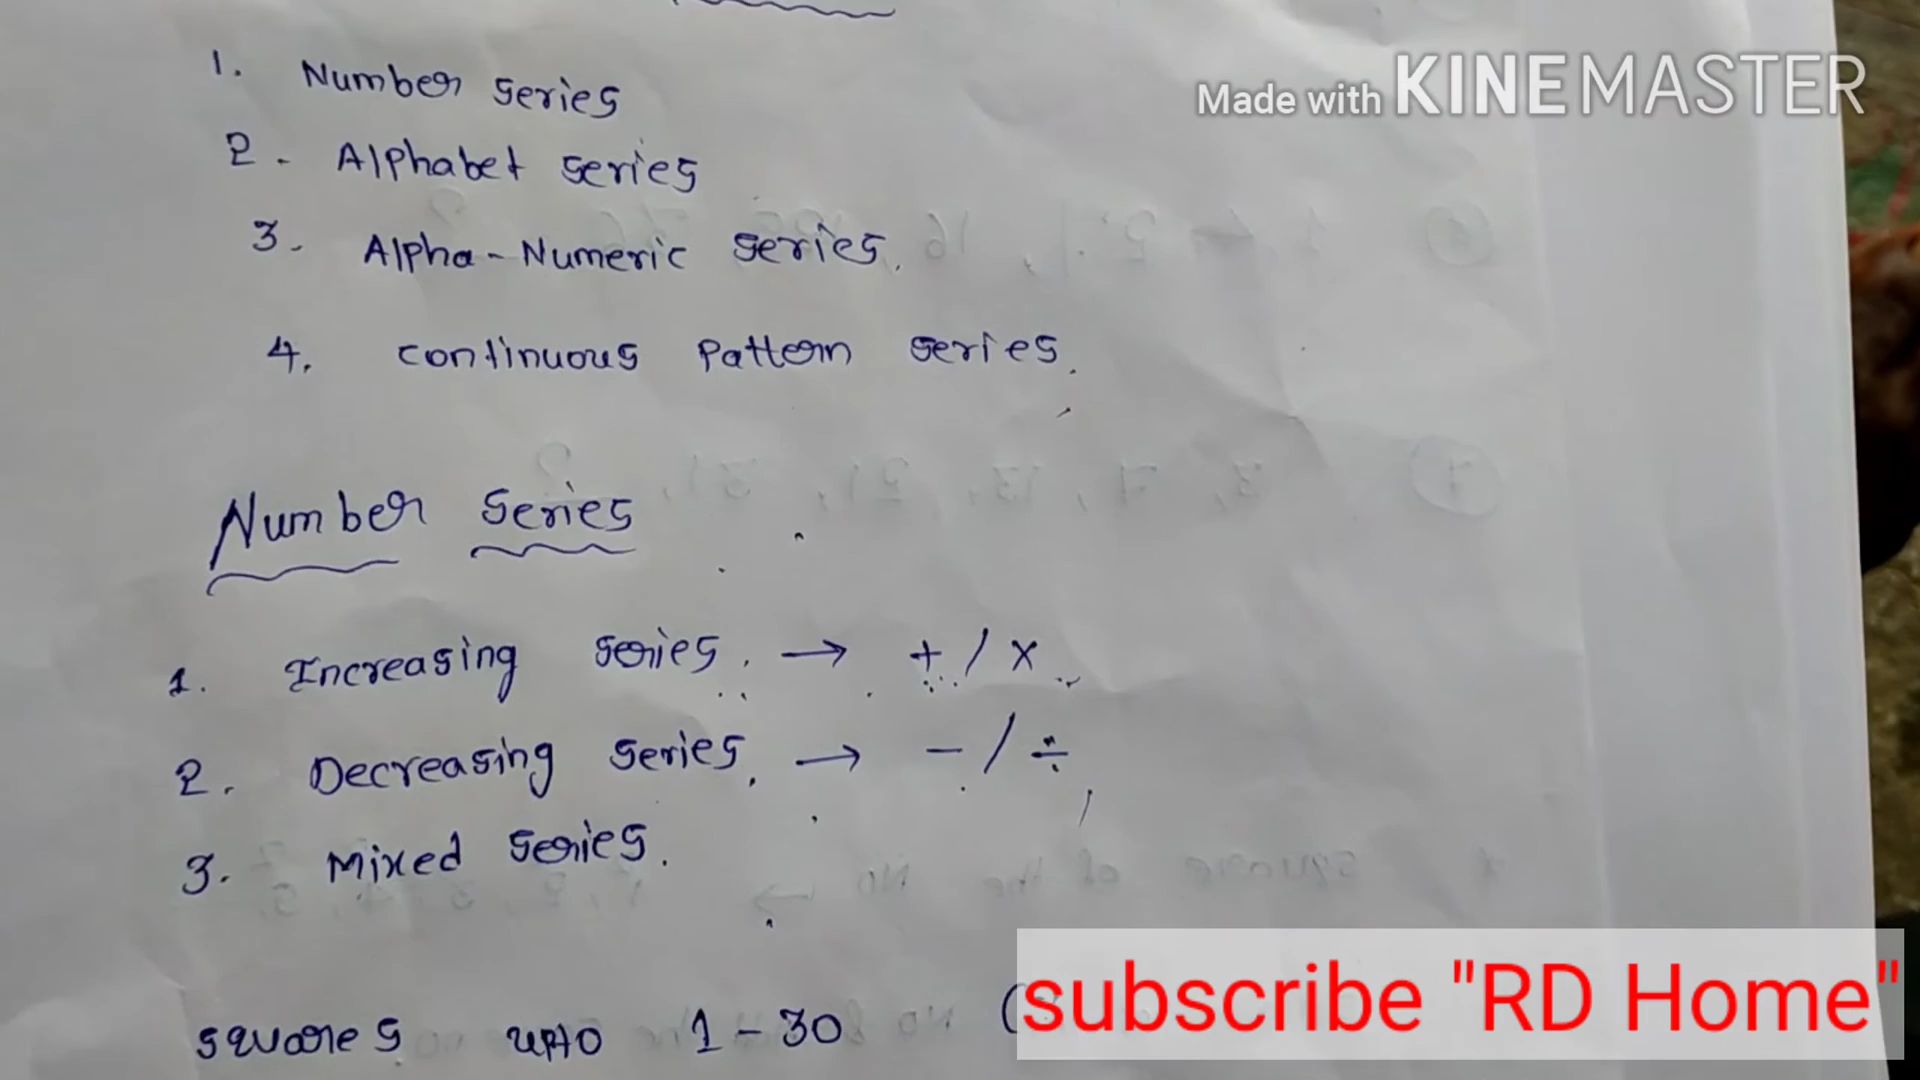 1. Number series
Made with KINEMASTER
2. Alphabet series
3. Alpha-Numeric series.
4. Continuous Pattern series.
Number series
1. Increasing series. → + / ×
2. Decreasing series. → - / ÷
3. Mixed series.
subscribe "RD Home"
squares upto 1-30